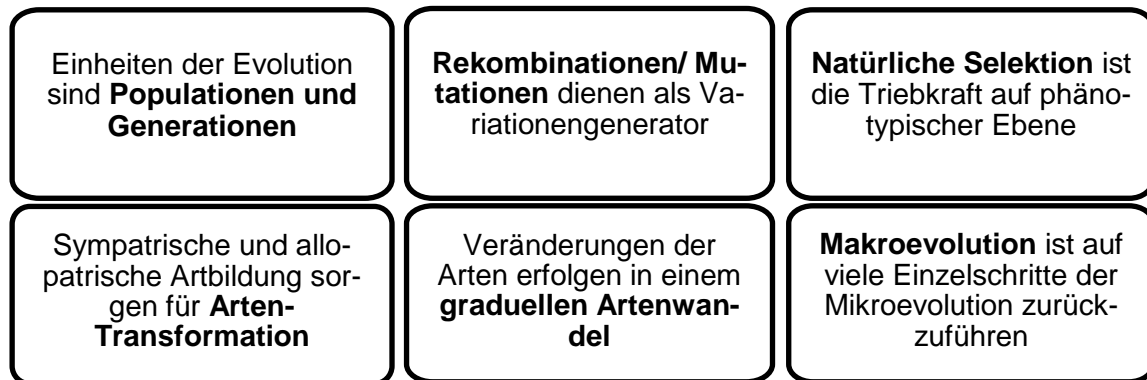 Einheiten der Evolution
sind Populationen und
Generationen
Rekombinationen/ Mu-
tationen dienen als Va-
riationengenerator
Natürliche Selektion ist
die Triebkraft auf phäno-
typischer Ebene
Sympatrische und allo-
patrische Artbildung sor-
gen für Arten-
Transformation
Veränderungen der
Arten erfolgen in einem
graduellen Artenwan-
del
Makroevolution ist auf
viele Einzelschritte der
Mikroevolution zurück-
zuführen